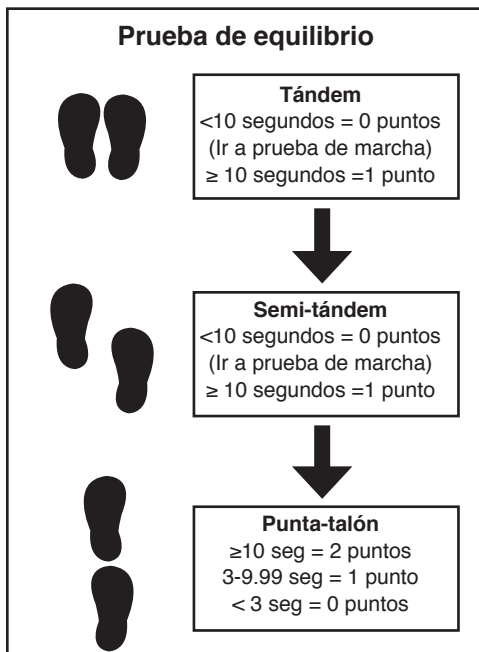 Prueba de equilibrio
Tándem
<10 segundos = 0 puntos
(Ir a prueba de marcha)
≥ 10 segundos =1 punto
Semi-tándem
<10 segundos = 0 puntos
(Ir a prueba de marcha)
≥ 10 segundos =1 punto
Punta-talón
≥10 seg = 2 puntos
3-9.99 seg = 1 punto
< 3 seg = 0 puntos